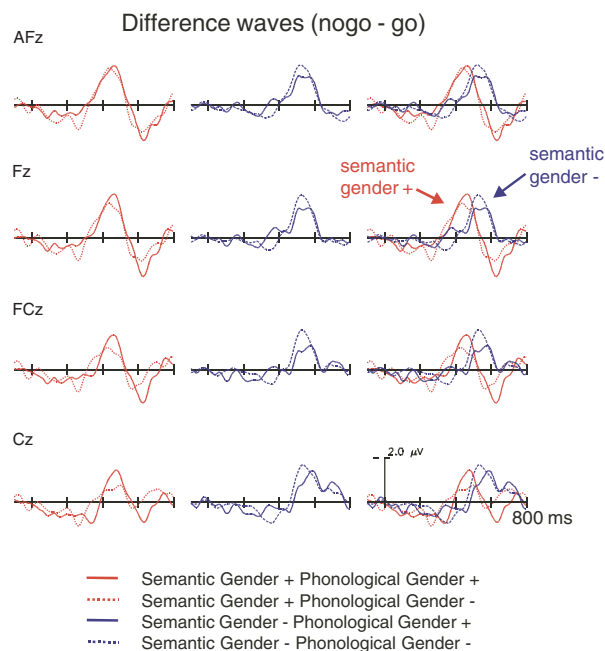 Difference waves (nogo - go)
AFz
Fz
semantic
gender +
semantic
gender -
FCz
Cz
2.0 μV
800 ms
Semantic Gender + Phonological Gender +
Semantic Gender + Phonological Gender -
Semantic Gender - Phonological Gender +
Semantic Gender - Phonological Gender -